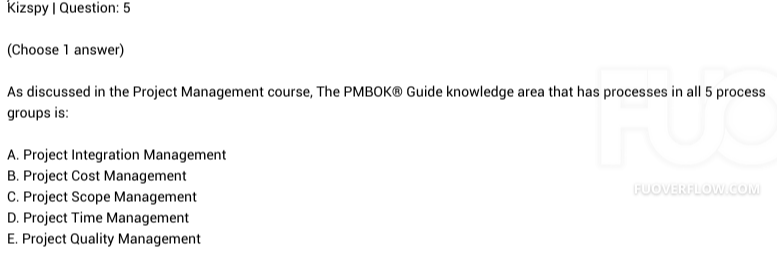 Kizspy | Question: 5
(Choose 1 answer)
As discussed in the Project Management course, The PMBOK® Guide knowledge area that has processes in all 5 process
groups is:
A. Project Integration Management
B. Project Cost Management
C. Project Scope Management
D. Project Time Management
E. Project Quality Management
FUO
FUOVERFLOW.COM